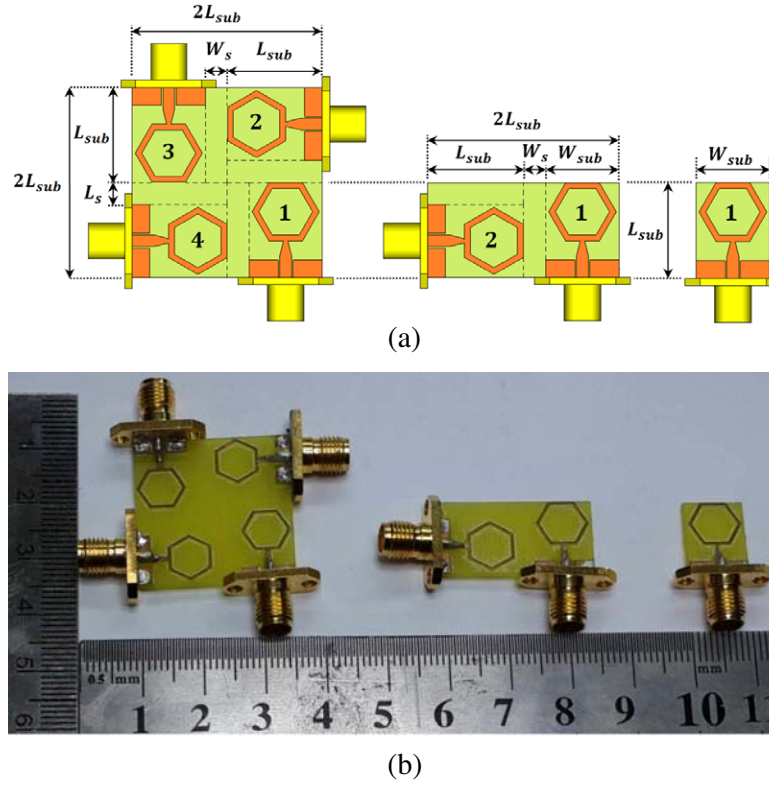 2L_sub
W_s L_sub
2L_sub
L_sub W_s W_sub
W_sub
L_sub
2L_sub
L_s
L_sub
3 2
4 1
2 1
1
(a)
1 2 3 4 5 6
0.5 mm
mm
1 2 3 4 5 6 7 8 9 10 11
(b)